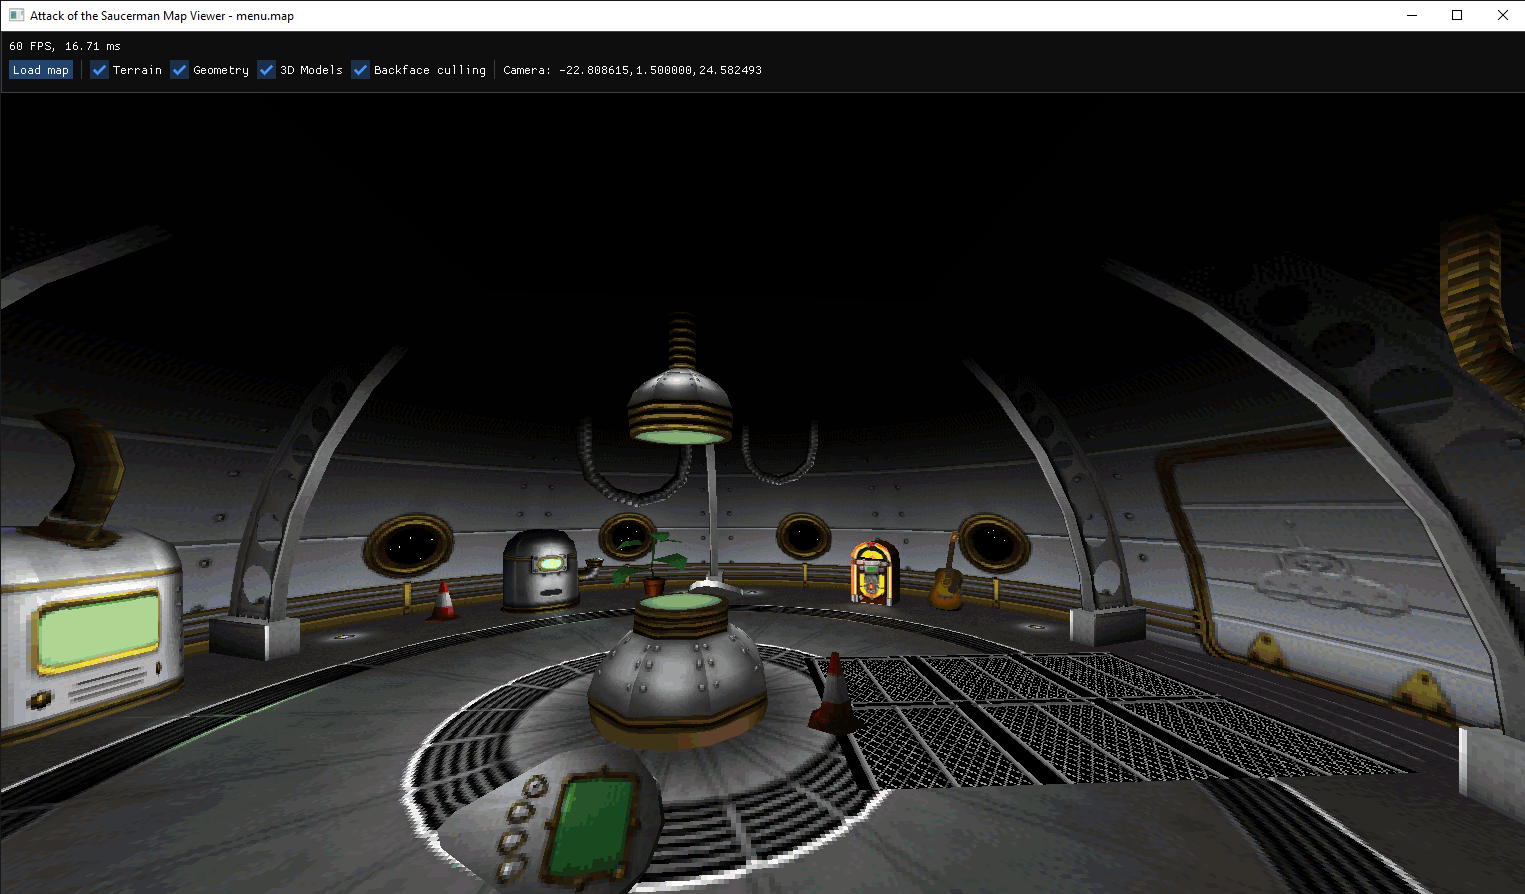 Attack of the Saucerman Map Viewer - menu.map
60 FPS, 16.71 ms
Load map Terrain Geometry 3D Models Backface culling Camera: -22.808615,1.500000,24.582493